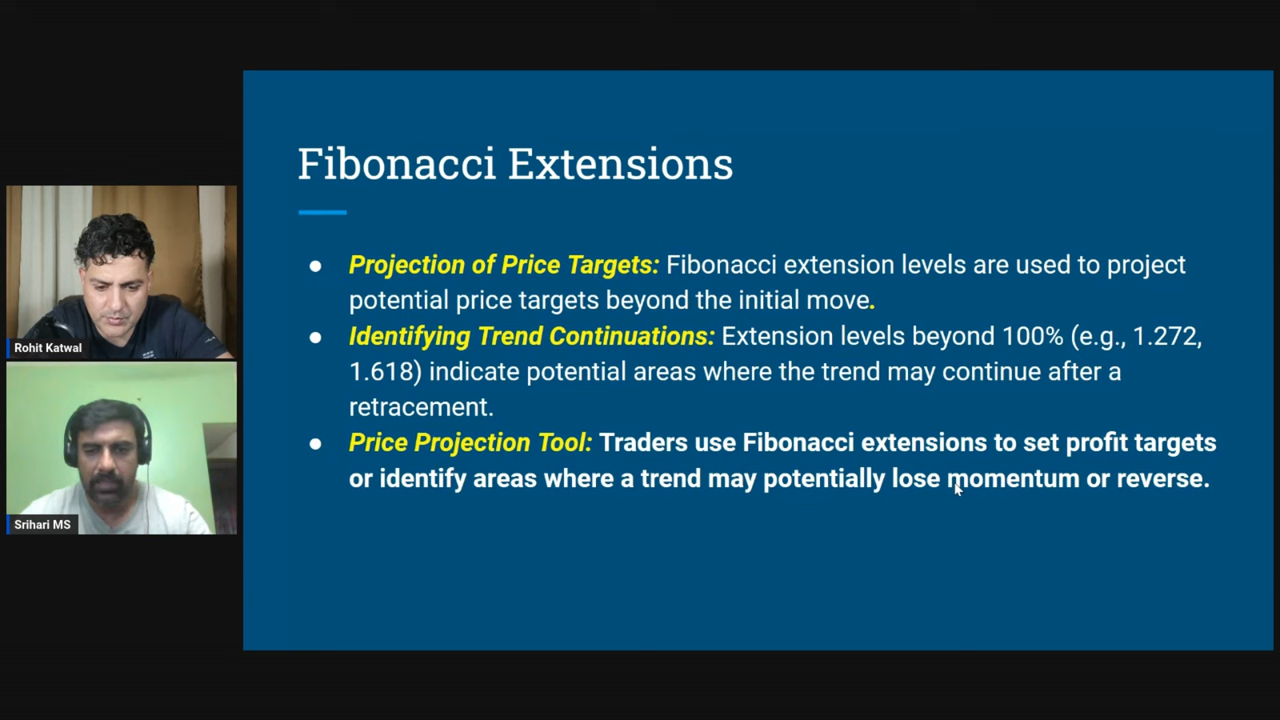 Fibonacci Extensions
● Projection of Price Targets: Fibonacci extension levels are used to project
potential price targets beyond the initial move.
● Identifying Trend Continuations: Extension levels beyond 100% (e.g., 1.272,
1.618) indicate potential areas where the trend may continue after a
retracement.
● Price Projection Tool: Traders use Fibonacci extensions to set profit targets
or identify areas where a trend may potentially lose momentum or reverse.
Rohit Katwal
Srihari MS